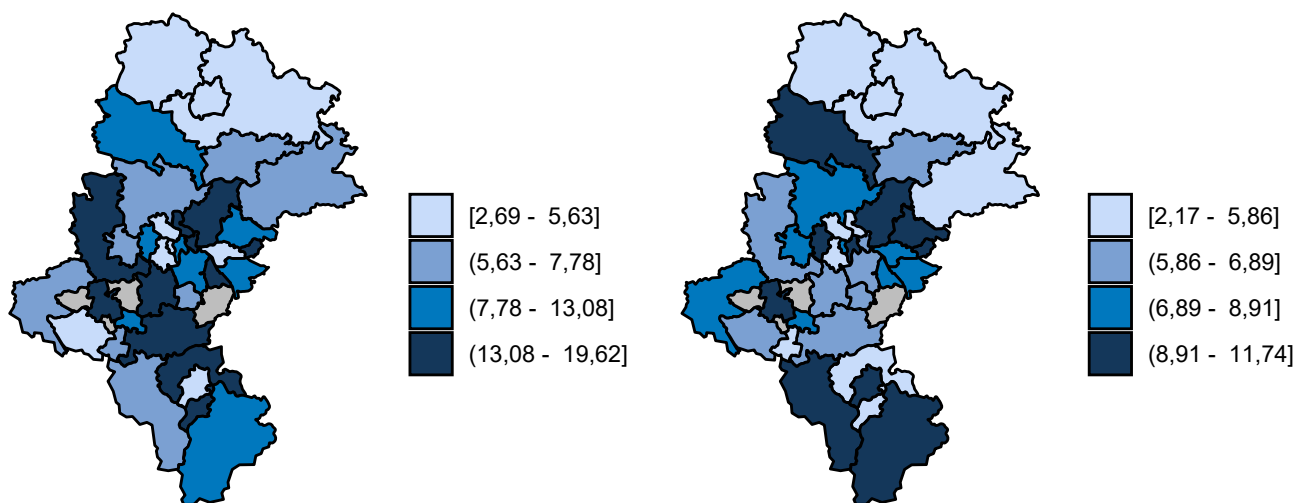 [2,69 - 5,63]
(5,63 - 7,78]
(7,78 - 13,08]
(13,08 - 19,62]
[2,17 - 5,86]
(5,86 - 6,89]
(6,89 - 8,91]
(8,91 - 11,74]